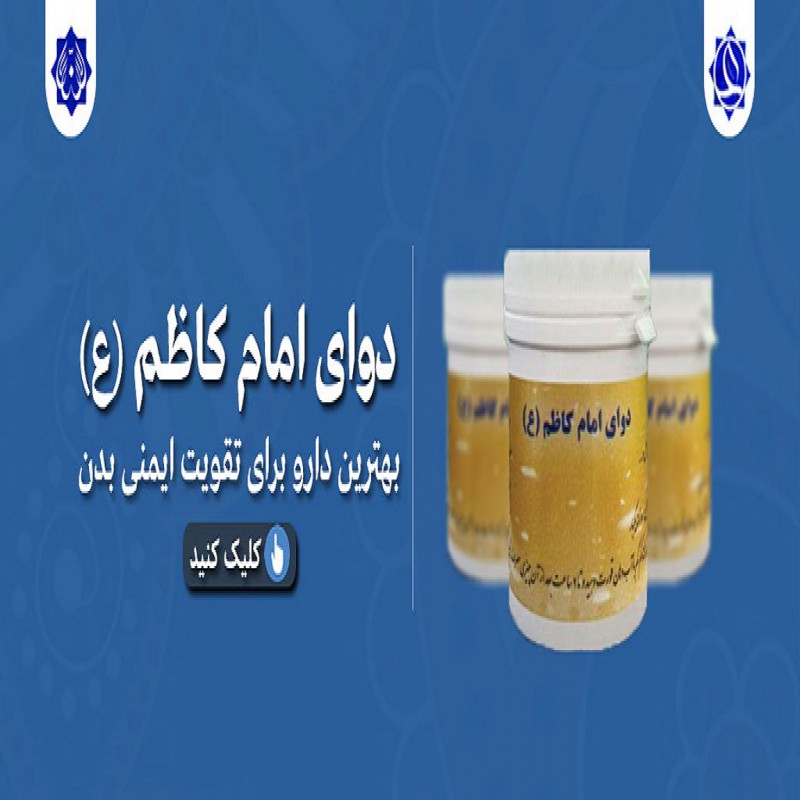 دوای امام کاظم (ع)
بهترین دارو برای تقویت ایمنی بدن
کلیک کنید
دوای امام کاظم (ع)